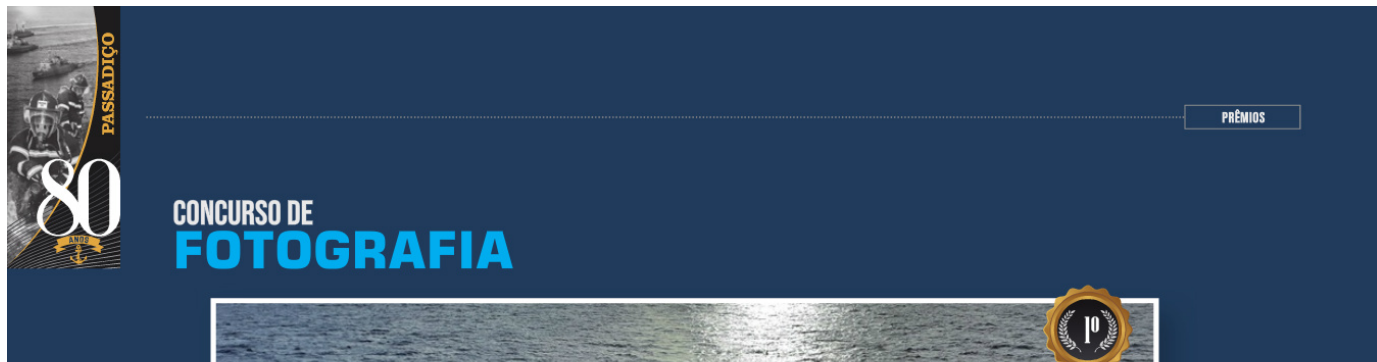 PASSADIÇO
80
ANOS
PRÊMIOS
CONCURSO DE
FOTOGRAFIA
1º